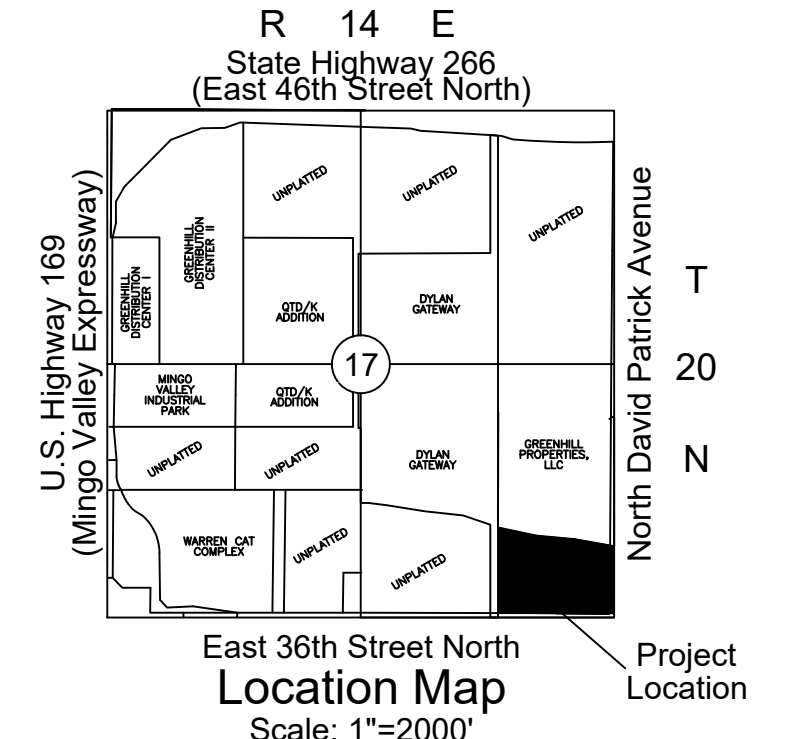 R 14 E
State Highway 266
(East 46th Street North)
U.S. Highway 169
(Mingo Valley Expressway)
UNPLATTED
UNPLATTED
UNPLATTED
GREENHILL
DISTRIBUTION
CENTER II
GREENHILL
DISTRIBUTION
CENTER I
QTD/K
ADDITION
DYLAN
GATEWAY
17
MINGO
VALLEY
INDUSTRIAL
PARK
QTD/K
ADDITION
UNPLATTED
UNPLATTED
DYLAN
GATEWAY
GREENHILL
PROPERTIES,
LLC
WARREN CAT
COMPLEX
UNPLATTED
UNPLATTED
North David Patrick Avenue
T
20
N
East 36th Street North
Project
Location
Location Map
Scale: 1"=2000'